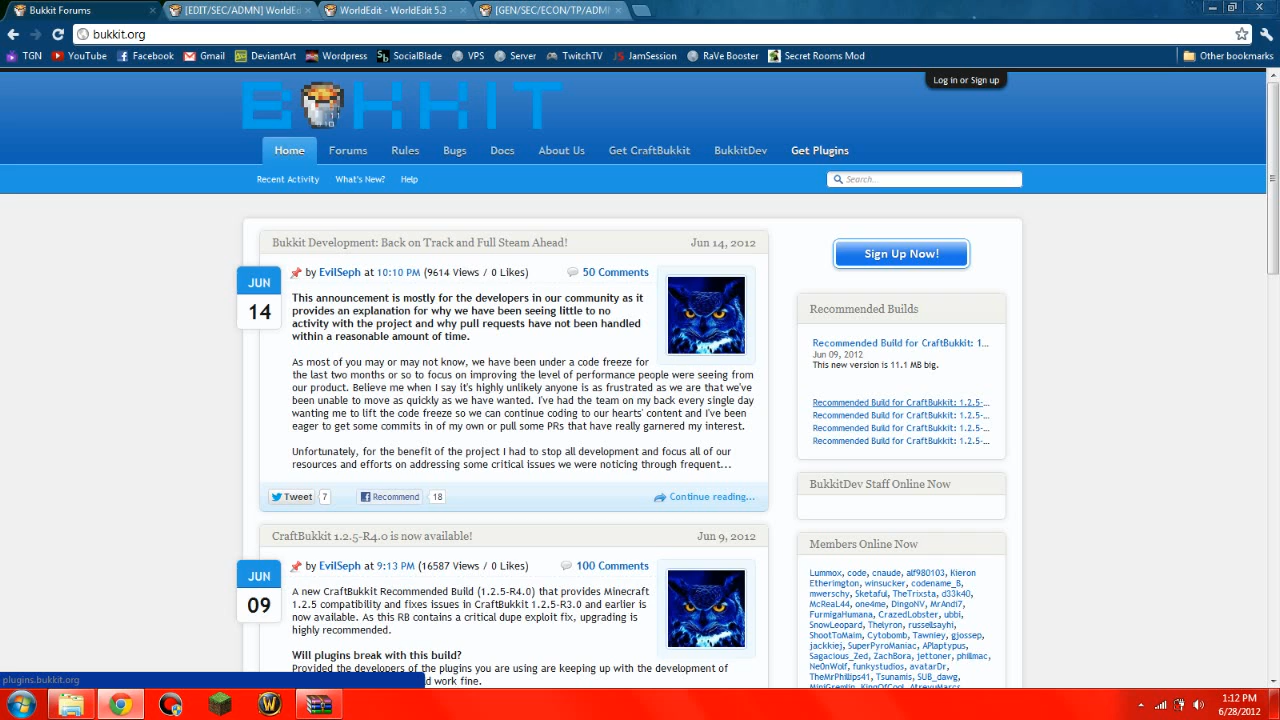 Bukkit Forums
[EDIT/SEC/ADMN] WorldEd
WorldEdit - WorldEdit 5.3 -
[GEN/SEC/ECON/TP/ADM
bukkit.org
TGN YouTube Facebook Gmail DeviantArt Wordpress SocialBlade VPS Server TwitchTV JamSession RaVe Booster Secret Rooms Mod Other bookmarks
Log in or Sign up
BUKKIT
Home Forums Rules Bugs Docs About Us Get CraftBukkit BukkitDev Get Plugins
Recent Activity What's New? Help
Search...
Bukkit Development: Back on Track and Full Steam Ahead! Jun 14, 2012
JUN
14
by EvilSeph at 10:10 PM (9614 Views / 0 Likes) 50 Comments
This announcement is mostly for the developers in our community as it
provides an explanation for why we have been seeing little to no
activity with the project and why pull requests have not been handled
within a reasonable amount of time.
As most of you may or may not know, we have been under a code freeze for
the last two months or so to focus on improving the level of performance people were seeing from
our product. Believe me when I say it's highly unlikely anyone is as frustrated as we are that we've
been unable to move as quickly as we have wanted. I've had the team on my back every single day
wanting me to lift the code freeze so we can continue coding to our hearts' content and I've been
eager to get some commits in of my own or pull some PRs that have really garnered my interest.
Unfortunately, for the benefit of the project I had to stop all development and focus all of our
resources and efforts on addressing some critical issues we were noticing through frequent...
Tweet 7 Recommend 18 Continue reading...
CraftBukkit 1.2.5-R4.0 is now available! Jun 9, 2012
JUN
09
by EvilSeph at 9:13 PM (16587 Views / 0 Likes) 100 Comments
A new CraftBukkit Recommended Build (1.2.5-R4.0) that provides Minecraft
1.2.5 compatibility and fixes issues in CraftBukkit 1.2.5-R3.0 and earlier is
now available. As this RB contains a critical dupe exploit fix, upgrading is
highly recommended.
Will plugins break with this build?
Provided the developers of the plugins you are using are keeping up with the development of
d work fine.
Sign Up Now!
Recommended Builds
Recommended Build for CraftBukkit: 1...
Jun 09, 2012
This new version is 11.1 MB big.
Recommended Build for CraftBukkit: 1.2.5-...
Recommended Build for CraftBukkit: 1.2.5-...
Recommended Build for CraftBukkit: 1.2.5-...
Recommended Build for CraftBukkit: 1.2.5-...
BukkitDev Staff Online Now
Members Online Now
Lummox, code, cnaude, alf980103, Kieron
Etherington, winsucker, codename_B,
mwerschy, Sketaful, TheTrixsta, d33k40,
McReaL44, one4me, DingoNV, MrAndi7,
FurmigaHumana, CrazedLobster, ubbi,
SnowLeopard, Thelyron, russellsayhi,
ShootToMaim, Cytobomb, Tawniey, gjossep,
jackkiej, SuperPyroManiac, APlaptypus,
Sagacious_Zed, ZachBora, jettoner, phillmac,
Ne0nWolf, funkystudios, avatarDr,
TheMrPhillips41, Tsunamis, SUB_dawg,
MiniGremlin, KingOfCool, AtreyuMarcs,
plugins.bukkit.org
1:12 PM
6/28/2012